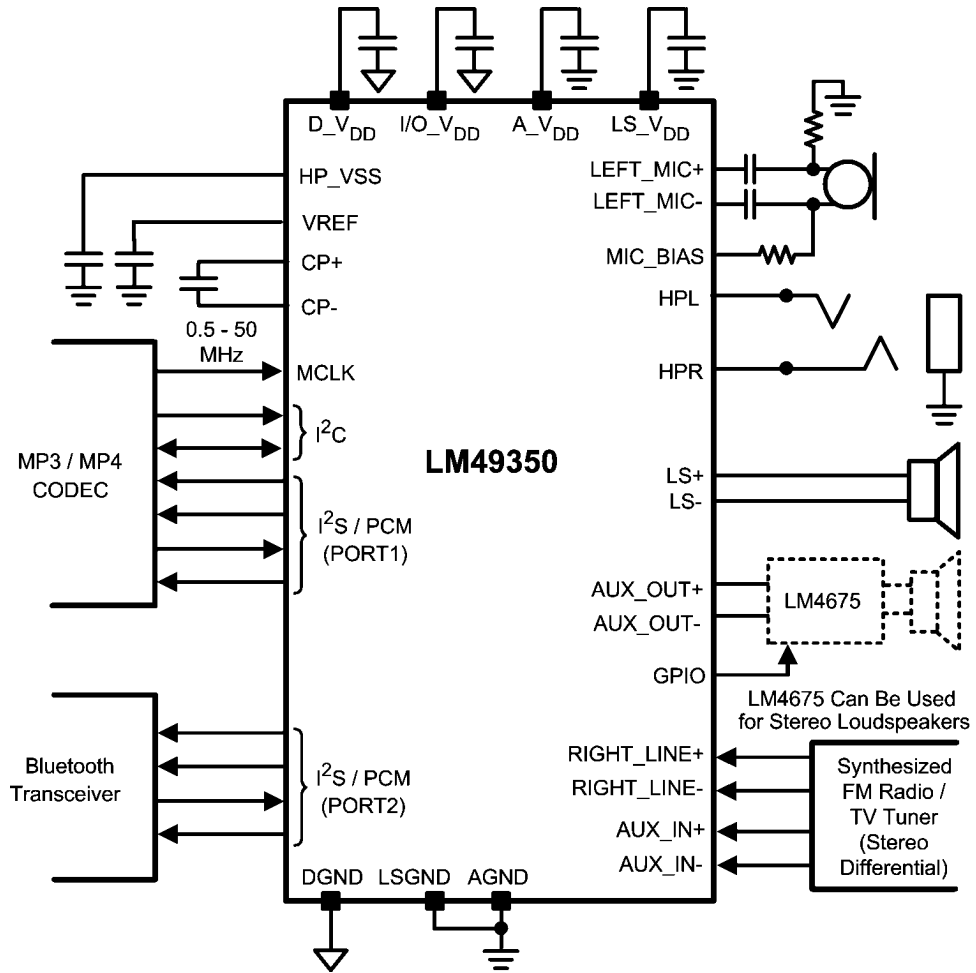 D_VDD I/O_VDD A_VDD LS_VDD
HP_VSS
VREF
CP+
CP-
0.5 - 50
MHz
MCLK
I2C
I2S / PCM
(PORT1)
MP3 / MP4
CODEC
Bluetooth
Transceiver
I2S / PCM
(PORT2)
LM49350
LEFT_MIC+
LEFT_MIC-
MIC_BIAS
HPL
HPR
LS+
LS-
AUX_OUT+
AUX_OUT-
LM4675
GPIO
LM4675 Can Be Used
for Stereo Loudspeakers
RIGHT_LINE+
RIGHT_LINE-
AUX_IN+
AUX_IN-
Synthesized
FM Radio /
TV Tuner
(Stereo
Differential)
DGND LSGND AGND